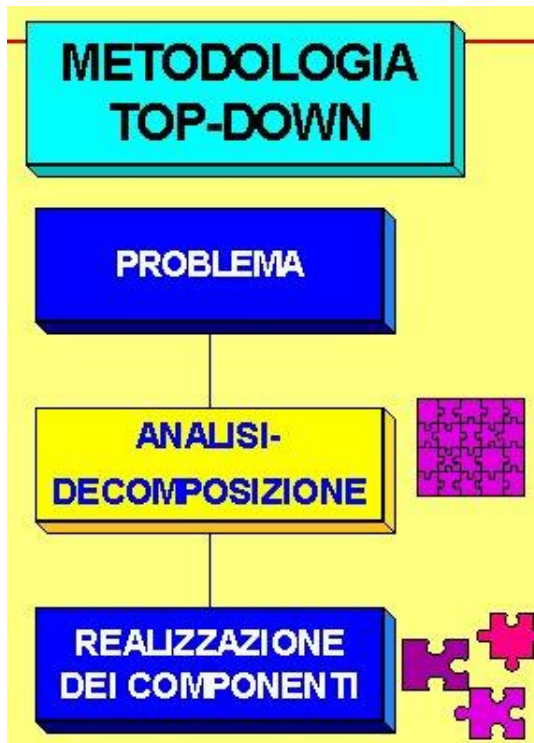 METODOLOGIA
TOP-DOWN
PROBLEMA
ANALISI-
DECOMPOSIZIONE
REALIZZAZIONE
DEI COMPONENTI